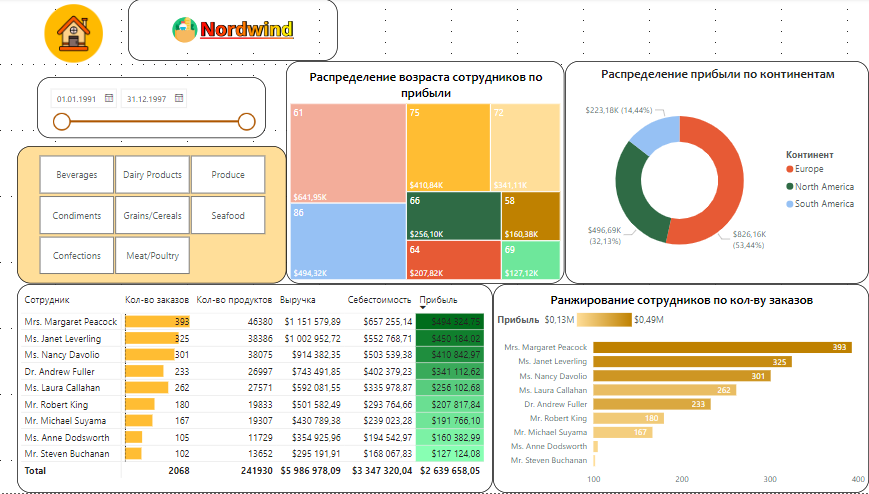 Nordwind
01.01.1991 31.12.1997
Beverages Dairy Products Produce
Condiments Grains/Cereals Seafood
Confections Meat/Poultry
Распределение возраста сотрудников по
прибыли
61 75 72
$641,95K $410,84K $341,11K
86 66 58
$256,10K $160,38K
64 69
$494,32K $207,82K $127,12K
Распределение прибыли по континентам
$223,18K (14,44%)
$496,69K
(32,13%)
$826,16K
(53,44%)
Континент
Europe
North America
South America
Сотрудник Кол-во заказов Кол-во продуктов Выручка Себестоимость Прибыль
Mrs. Margaret Peacock 393 46380 $1 151 579,89 $657 255,14 $494 324,75
Ms. Janet Leverling 325 38386 $1 002 952,72 $552 768,71 $450 184,02
Ms. Nancy Davolio 301 38075 $914 382,35 $503 539,38 $410 842,97
Dr. Andrew Fuller 233 26997 $743 491,85 $402 379,23 $341 112,62
Ms. Laura Callahan 262 27571 $592 081,55 $335 978,87 $256 102,68
Mr. Robert King 180 19833 $501 582,49 $293 764,66 $207 817,84
Mr. Michael Suyama 167 19307 $430 789,38 $239 023,28 $191 766,10
Ms. Anne Dodsworth 105 11729 $354 925,96 $194 542,97 $160 382,99
Mr. Steven Buchanan 102 13652 $295 191,91 $168 067,83 $127 124,08
Total 2068 241930 $5 986 978,09 $3 347 320,04 $2 639 658,05
Ранжирование сотрудников по кол-ву заказов
Прибыль $0,13M $0,49M
Mrs. Margaret Peacock 393
Ms. Janet Leverling 325
Ms. Nancy Davolio 301
Ms. Laura Callahan 262
Dr. Andrew Fuller 233
Mr. Robert King 180
Mr. Michael Suyama 167
Ms. Anne Dodsworth
Mr. Steven Buchanan
100 200 300 400